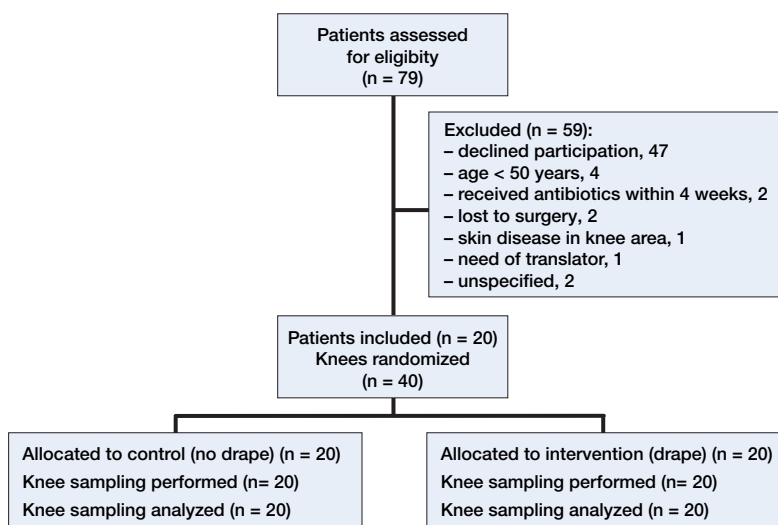 Patients assessed
for eligibity
(n = 79)
Excluded (n = 59):
– declined participation, 47
– age < 50 years, 4
– received antibiotics within 4 weeks, 2
– lost to surgery, 2
– skin disease in knee area, 1
– need of translator, 1
– unspecified, 2
Patients included (n = 20)
Knees randomized
(n = 40)
Allocated to control (no drape) (n = 20)
Knee sampling performed (n= 20)
Knee sampling analyzed (n = 20)
Allocated to intervention (drape) (n = 20)
Knee sampling performed (n= 20)
Knee sampling analyzed (n = 20)